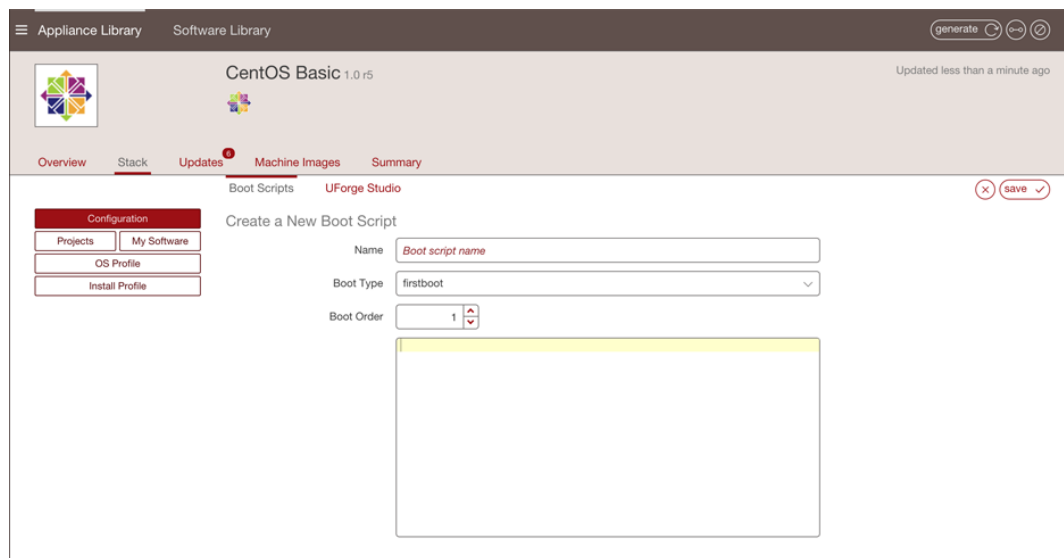 Appliance Library Software Library generate
CentOS Basic 1.0 r5 Updated less than a minute ago
Overview Stack Updates 6 Machine Images Summary
Boot Scripts UForge Studio save
Configuration
Projects My Software
OS Profile
Install Profile
Create a New Boot Script
Name Boot script name
Boot Type firstboot
Boot Order 1